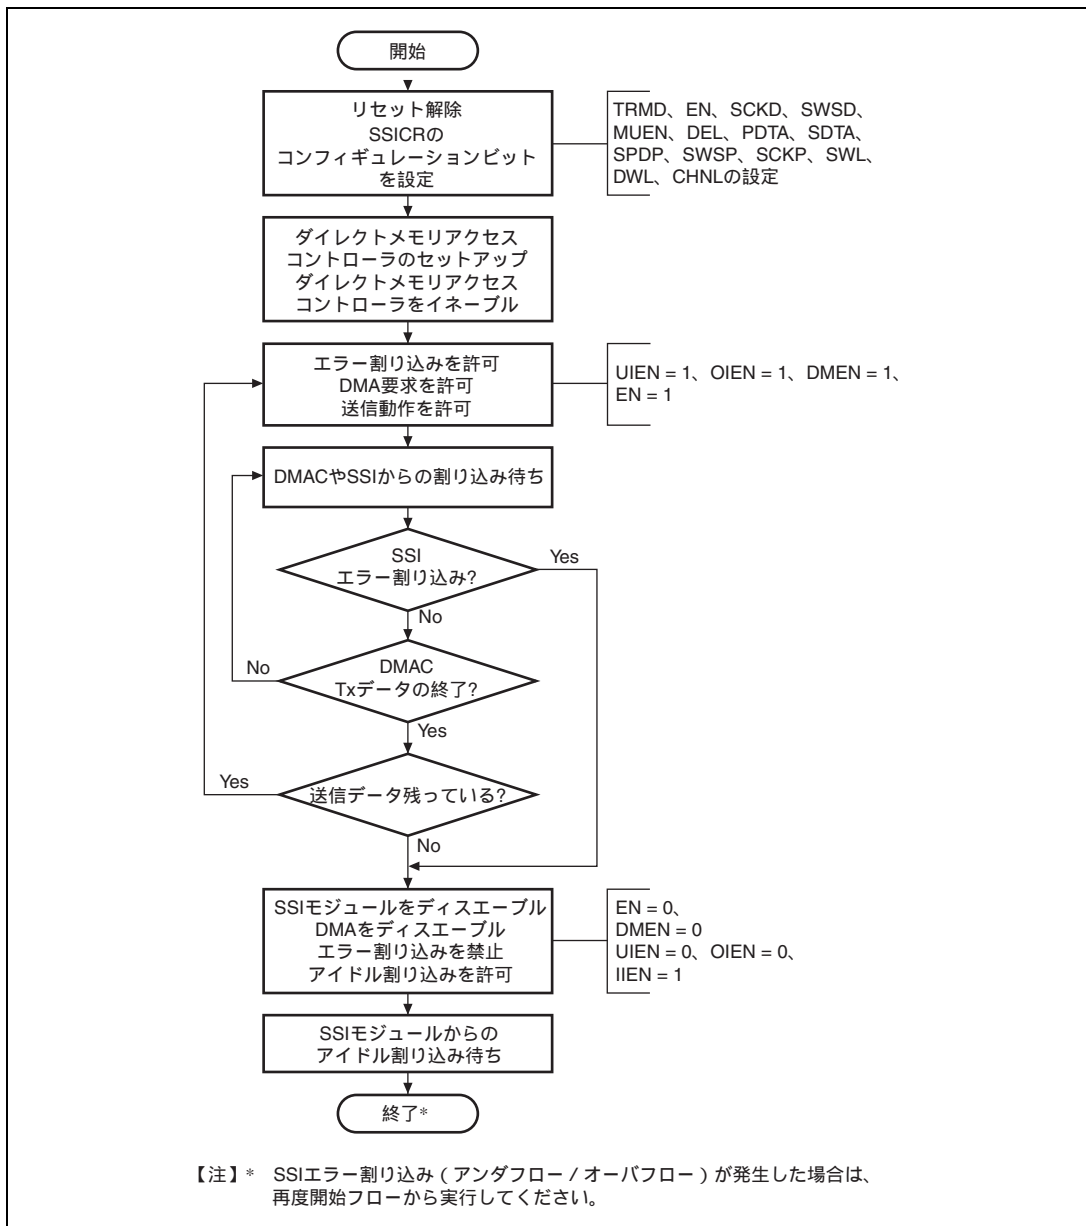 開始
リセット解除
SSICRの
コンフィギュレーションビット
を設定
TRMD、EN、SCKD、SWSD、
MUEN、DEL、PDTA、SDTA、
SPDP、SWSP、SCKP、SWL、
DWL、CHNLの設定
ダイレクトメモリアクセス
コントローラのセットアップ
ダイレクトメモリアクセス
コントローラをイネーブル
エラー割り込みを許可
DMA要求を許可
送信動作を許可
UIEN = 1、OIEN = 1、DMEN = 1、
EN = 1
DMACやSSIからの割り込み待ち
SSI
エラー割り込み?
Yes
No
DMAC
Txデータの終了?
No
Yes
送信データ残っている?
Yes
No
SSIモジュールをディスエーブル
DMAをディスエーブル
エラー割り込みを禁止
アイドル割り込みを許可
EN = 0、
DMEN = 0
UIEN = 0、OIEN = 0、
IIEN = 1
SSIモジュールからの
アイドル割り込み待ち
終了*
【注】* SSIエラー割り込み(アンダフロー/オーバフロー)が発生した場合は、
再度開始フローから実行してください。